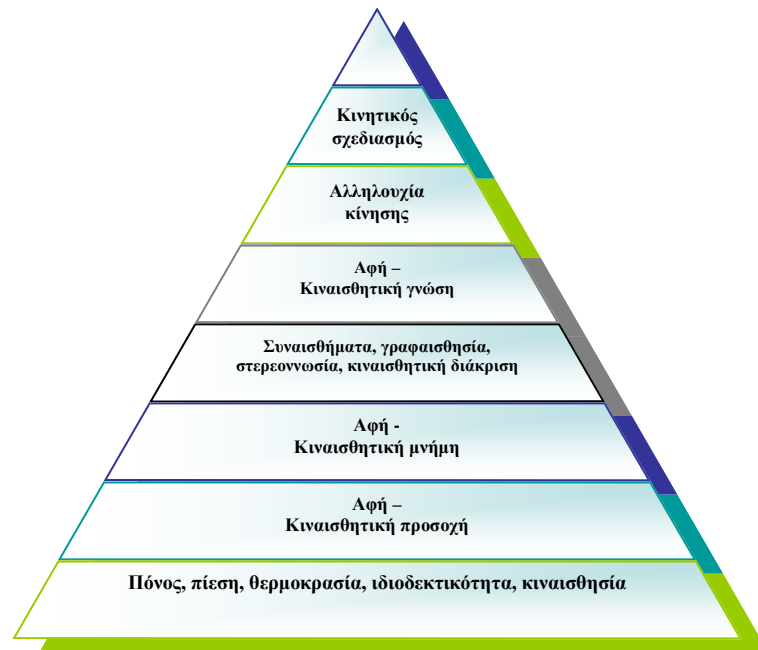 Κινητικός
σχεδιασμός
Αλληλουχία
κίνησης
Αφή –
Κιναισθητική γνώση
Συναισθήματα, γραφαισθησία,
στερεοννωσία, κιναισθητική διάκριση
Αφή -
Κιναισθητική μνήμη
Αφή –
Κιναισθητική προσοχή
Πόνος, πίεση, θερμοκρασία, ιδιοδεκτικότητα, κιναισθησία